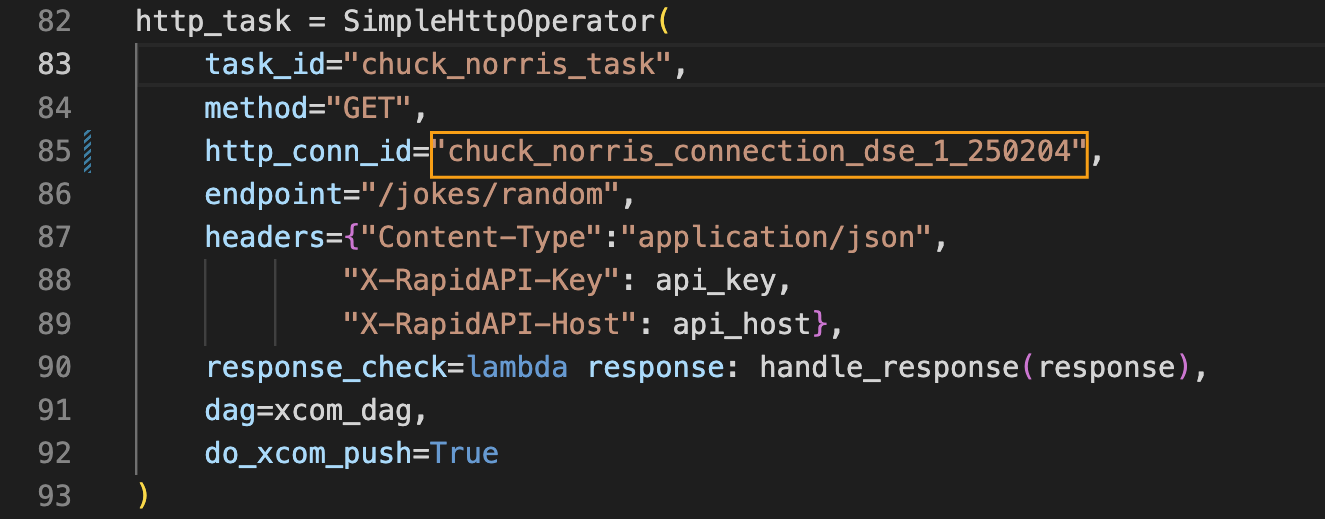 82 http_task = SimpleHttpOperator(
83 task_id="chuck_norris_task",
84 method="GET",
85 http_conn_id="chuck_norris_connection_dse_1_250204",
86 endpoint="/jokes/random",
87 headers={"Content-Type":"application/json",
88 "X-RapidAPI-Key": api_key,
89 "X-RapidAPI-Host": api_host},
90 response_check=lambda response: handle_response(response),
91 dag=xcom_dag,
92 do_xcom_push=True
93 )